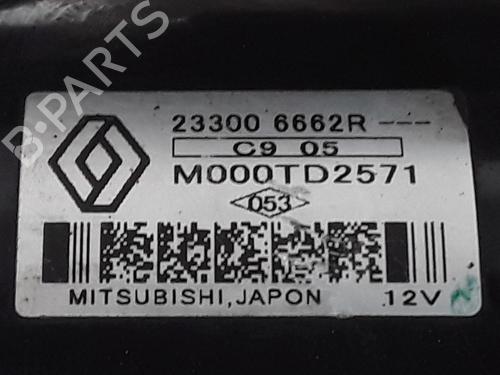 23300 6662R ---
C9 05
M000TD2571
053
MITSUBISHI, JAPON 12V
B-PARTS